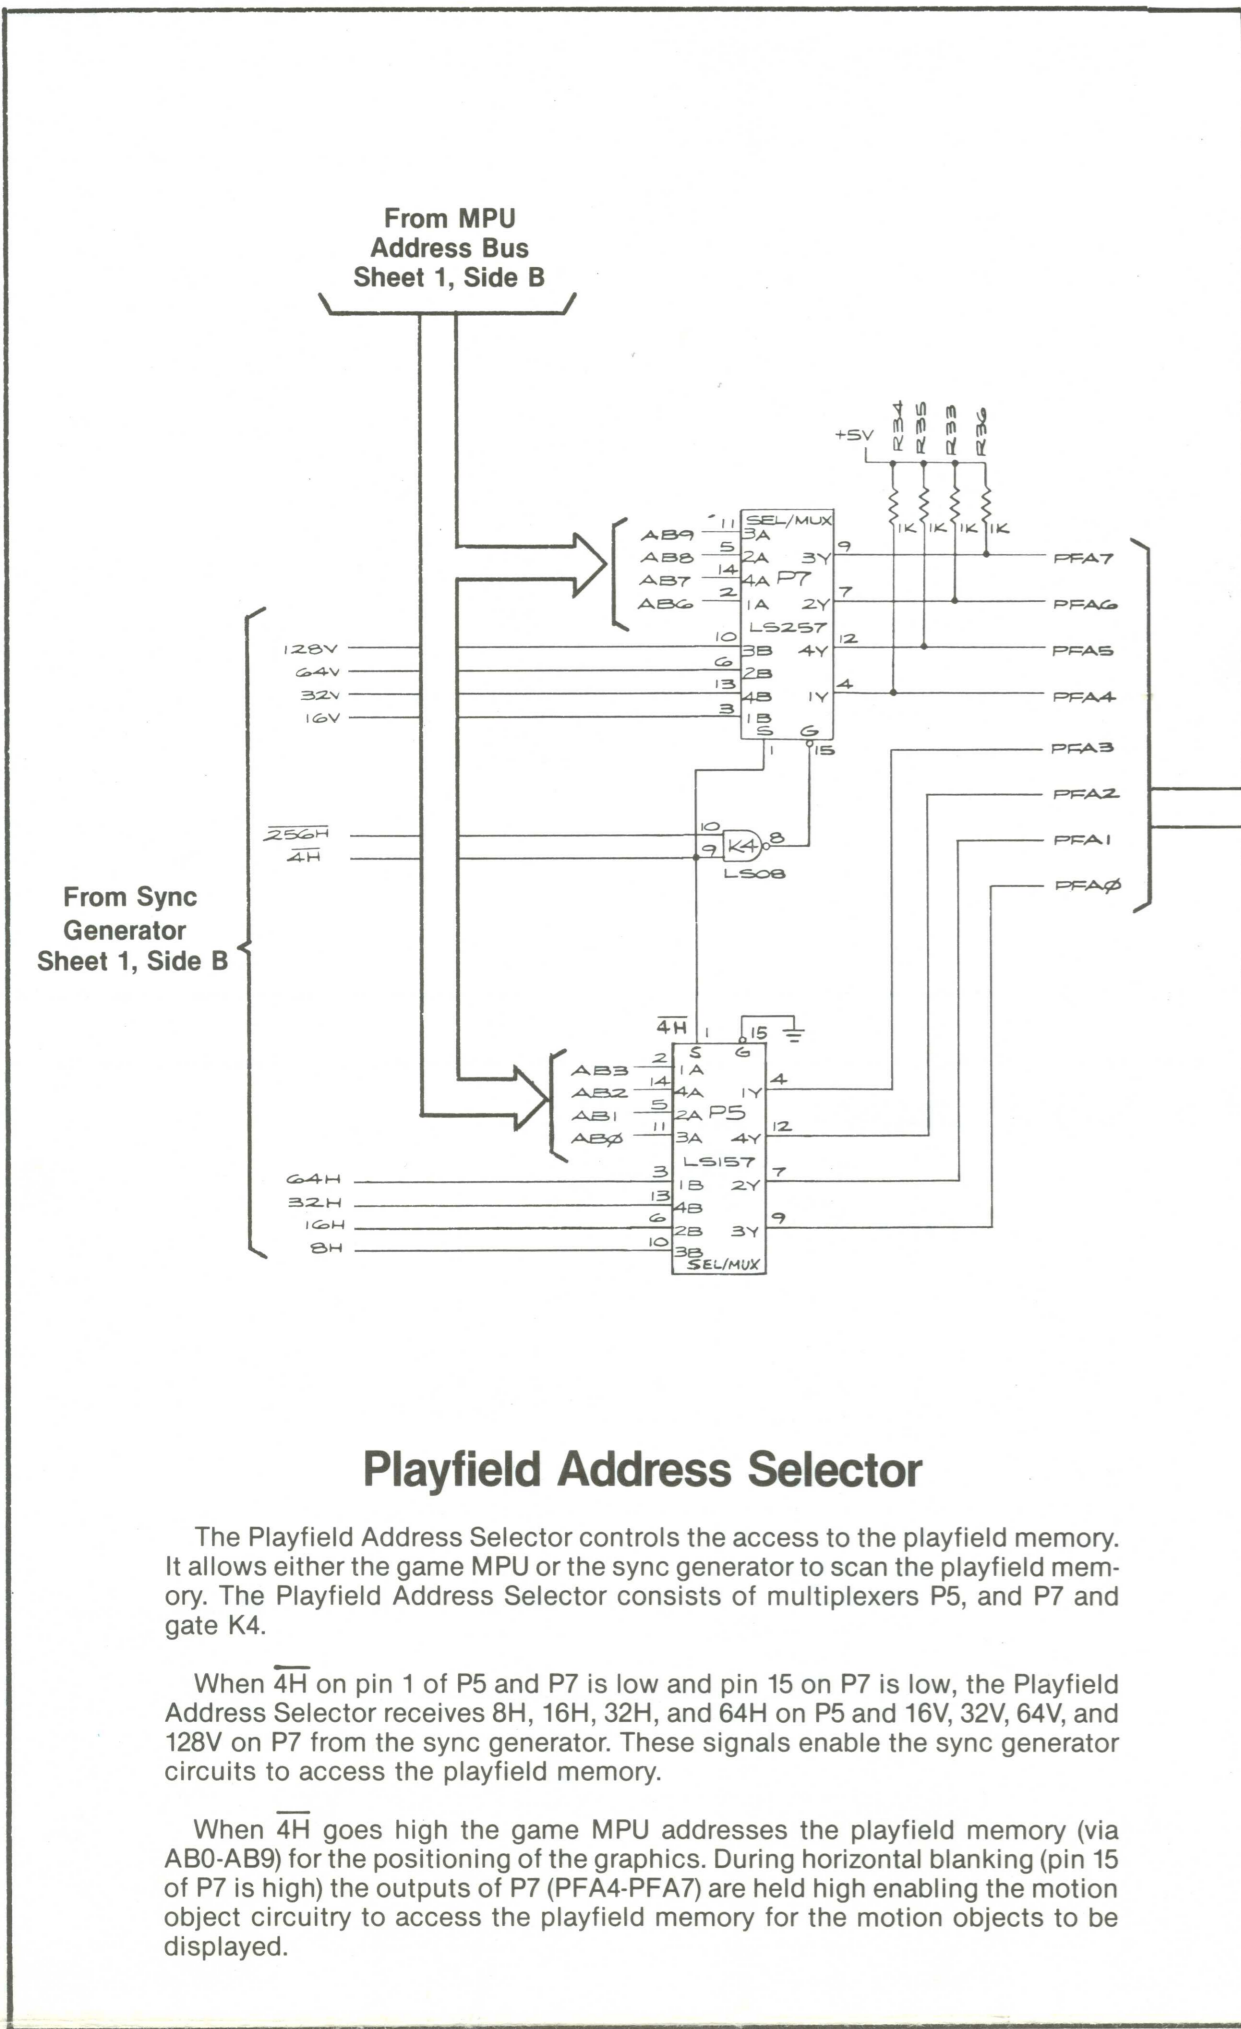 From MPU
Address Bus
Sheet 1, Side B
+5V
R34
R35
R33
R36
1K 1K 1K 1K
SEL/MUX
P7
LS257
AB9 11 3A
AB8 5 2A
AB7 14 4A
AB6 2 1A
128V 10 3B
64V 6 2B
32V 13 4B
16V 3 1B
3Y 9 PFA7
2Y 7 PFA6
4Y 12 PFA5
1Y 4 PFA4
S G
1 15
PFA3
PFA2
PFA1
PFAØ
256H 10
4H 9
K4 8
LS08
From Sync
Generator
Sheet 1, Side B
4H 1 15
S G
AB3 2 1A
AB2 14 4A
AB1 5 2A
ABØ 11 3A
P5
LS157
64H 3 1B
32H 13 4B
16H 6 2B
8H 10 3B
1Y 4
4Y 12
2Y 7
3Y 9
SEL/MUX
Playfield Address Selector
The Playfield Address Selector controls the access to the playfield memory.
It allows either the game MPU or the sync generator to scan the playfield mem-
ory. The Playfield Address Selector consists of multiplexers P5, and P7 and
gate K4.
When 4H on pin 1 of P5 and P7 is low and pin 15 on P7 is low, the Playfield
Address Selector receives 8H, 16H, 32H, and 64H on P5 and 16V, 32V, 64V, and
128V on P7 from the sync generator. These signals enable the sync generator
circuits to access the playfield memory.
When 4H goes high the game MPU addresses the playfield memory (via
AB0-AB9) for the positioning of the graphics. During horizontal blanking (pin 15
of P7 is high) the outputs of P7 (PFA4-PFA7) are held high enabling the motion
object circuitry to access the playfield memory for the motion objects to be
displayed.